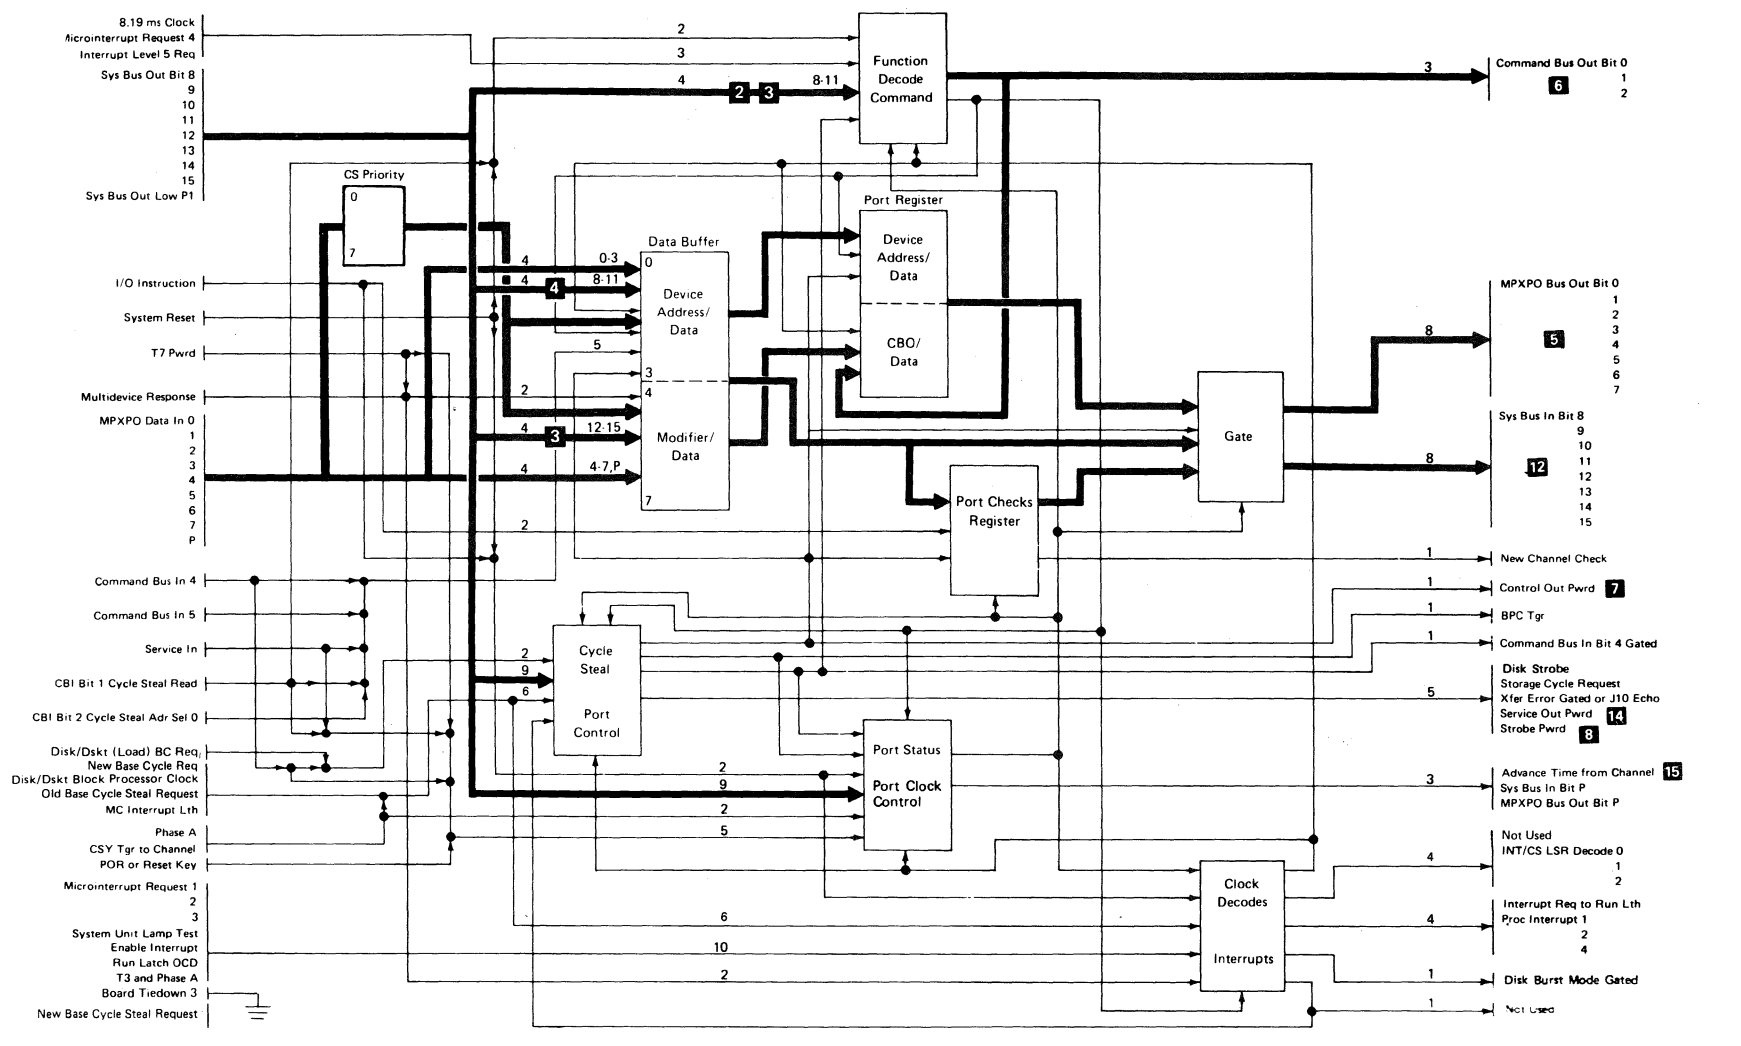 8.19 ms Clock
Microinterrupt Request 4
Interrupt Level 5 Req
Sys Bus Out Bit 8
9
10
11
12
13
14
15
Sys Bus Out Low P1
I/O Instruction
System Reset
T7 Pwrd
Multidevice Response
MPXPO Data In 0
1
2
3
4
5
6
7
P
Command Bus In 4
Command Bus In 5
Service In
CBI Bit 1 Cycle Steal Read
CBI Bit 2 Cycle Steal Adr Sel 0
Disk/Dskt (Load) BC Req
New Base Cycle Req
Disk/Dskt Block Processor Clock
Old Base Cycle Steal Request
MC Interrupt Lth
Phase A
CSY Tgr to Channel
POR or Reset Key
Microinterrupt Request 1
2
3
System Unit Lamp Test
Enable Interrupt
Run Latch OCD
T3 and Phase A
Board Tiedown 3
New Base Cycle Steal Request
CS Priority
0
7
2
3
4
2 3
8-11
Function
Decode
Command
Data Buffer
0
Device
Address/
Data
3
4
Modifier/
Data
7
4
0-3
4
4
8-11
5
2
4
3
12-15
4
4-7,P
2
Port Register
Device
Address/
Data
CBO/
Data
Port Checks
Register
Gate
2
9
6
Cycle
Steal
Port
Control
2
9
2
5
Port Status
Port Clock
Control
6
10
2
Clock
Decodes
Interrupts
3
Command Bus Out Bit 0
6
1
2
8
MPXPO Bus Out Bit 0
1
2
3
5
4
5
6
7
8
Sys Bus In Bit 8
9
10
11
12
12
13
14
15
1
New Channel Check
1
Control Out Pwrd 7
1
BPC Tgr
1
Command Bus In Bit 4 Gated
5
Disk Strobe
Storage Cycle Request
Xfer Error Gated or J10 Echo
Service Out Pwrd 14
Strobe Pwrd 8
3
Advance Time from Channel 15
Sys Bus In Bit P
MPXPO Bus Out Bit P
4
Not Used
INT/CS LSR Decode 0
1
2
4
Interrupt Req to Run Lth
Proc Interrupt 1
2
4
1
Disk Burst Mode Gated
1
Not Used